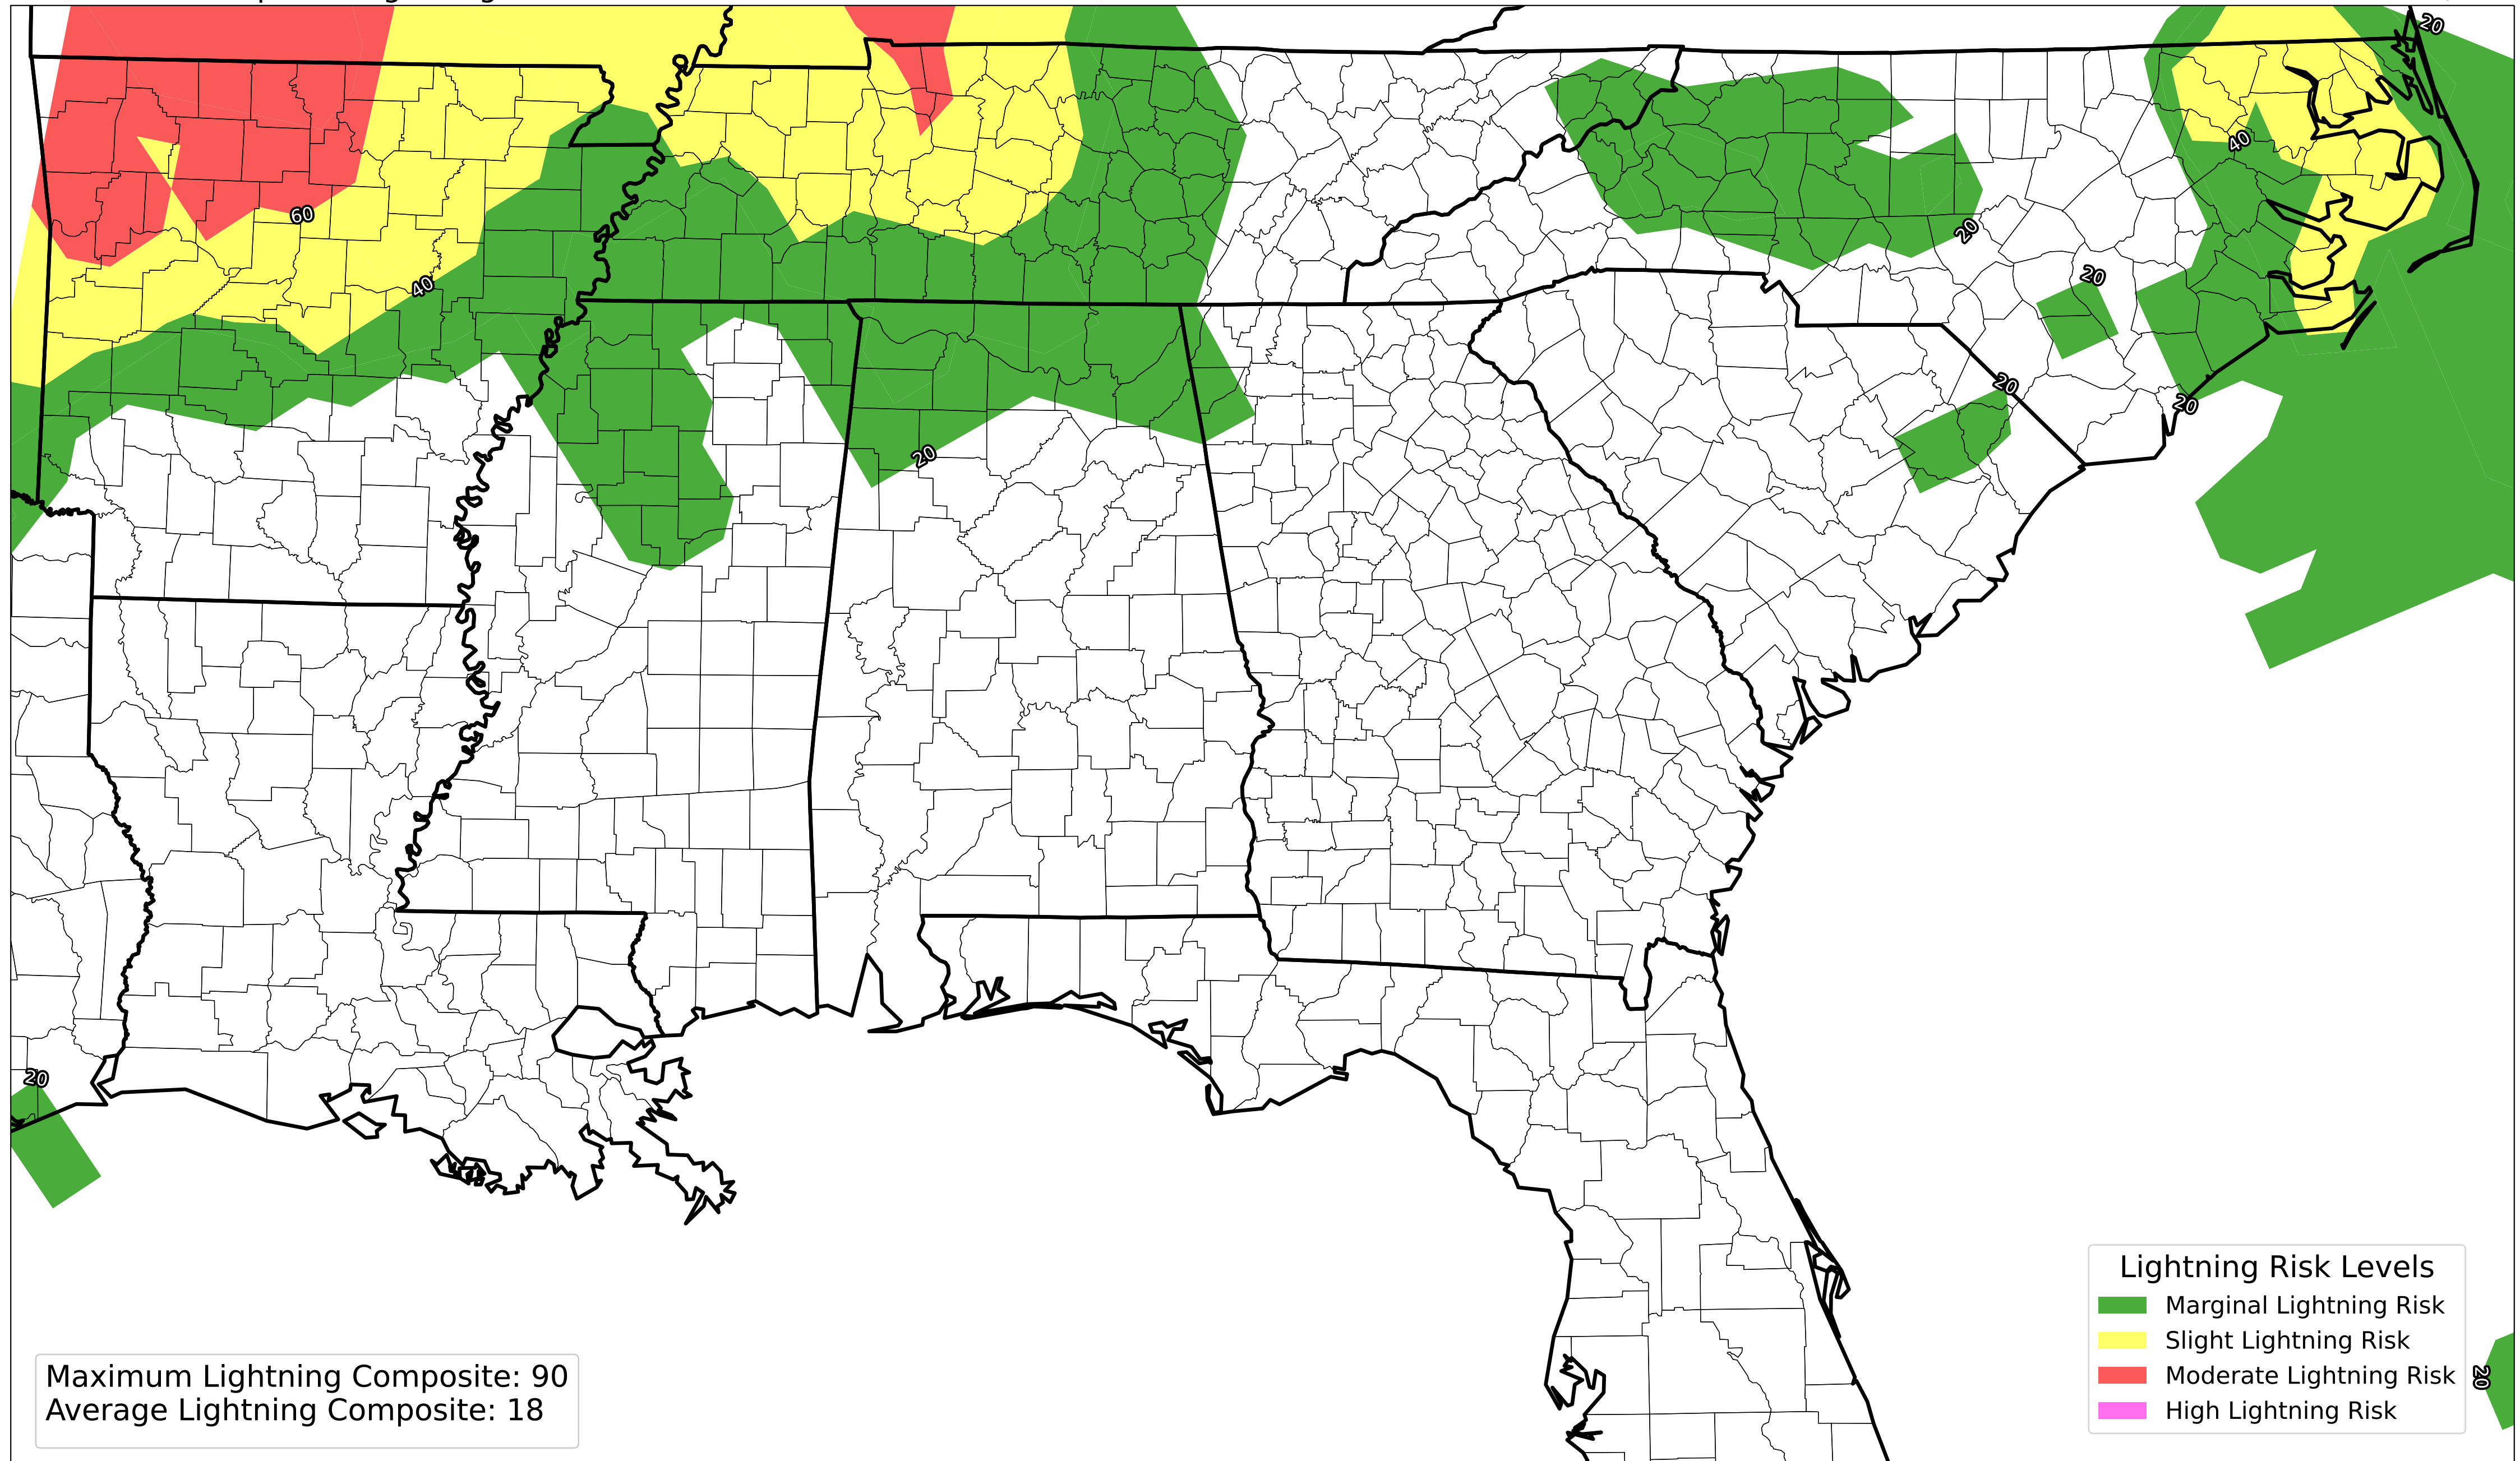 20
40
60
40
20
20
20
20
20
20
20
Lightning Risk Levels
Marginal Lightning Risk
Slight Lightning Risk
Moderate Lightning Risk
High Lightning Risk
20
Maximum Lightning Composite: 90
Average Lightning Composite: 18